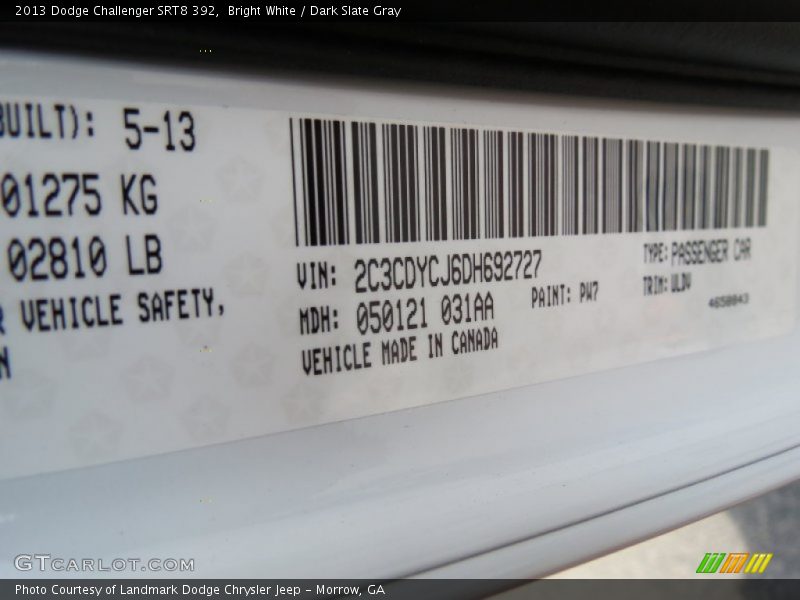 2013 Dodge Challenger SRT8 392, Bright White / Dark Slate Gray
BUILT): 5-13
01275 KG
02810 LB
VEHICLE SAFETY,
N
VIN: 2C3CDYCJ6DH692727
MDH: 050121 031AA
VEHICLE MADE IN CANADA
PAINT: PW7
TYPE: PASSENGER CAR
TRIM: ULDV
4650043
GTCARLOT.COM
Photo Courtesy of Landmark Dodge Chrysler Jeep - Morrow, GA